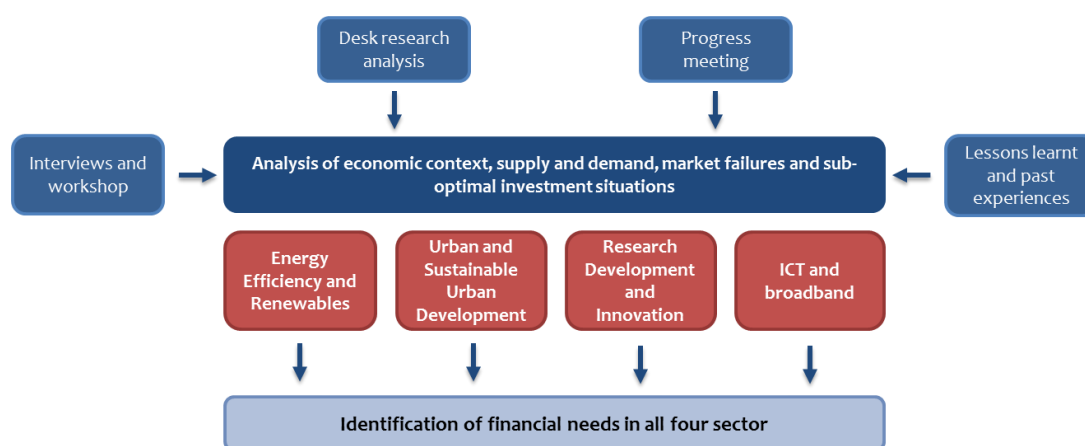 Desk research
analysis
Progress
meeting
Interviews and
workshop
Analysis of economic context, supply and demand, market failures and sub-
optimal investment situations
Lessons learnt
and past
experiences
Energy
Efficiency and
Renewables
Urban and
Sustainable
Urban
Development
Research
Development
and
Innovation
ICT and
broadband
Identification of financial needs in all four sector